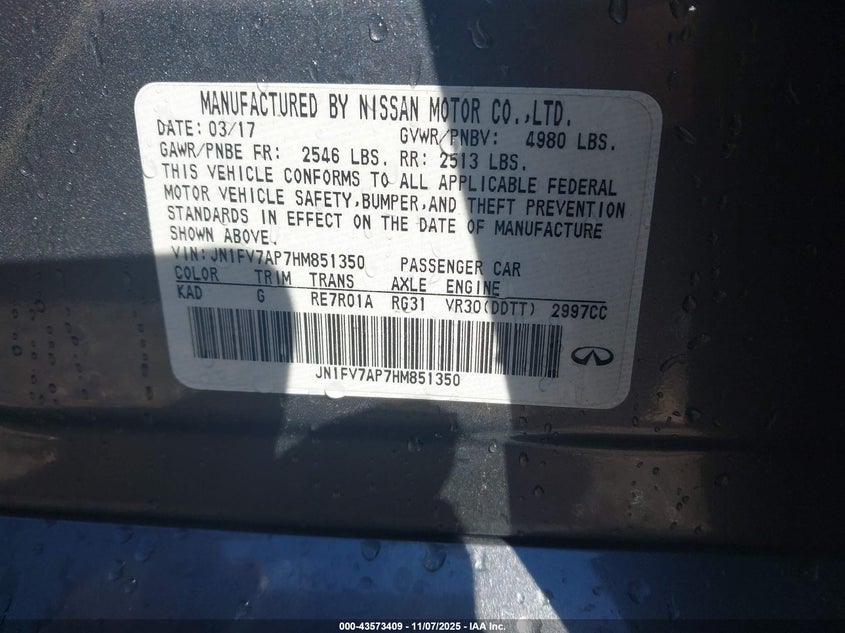 MANUFACTURED BY NISSAN MOTOR CO.,LTD.
DATE: 03/17 GVWR/PNBV: 4980 LBS.
GAWR/PNBE FR: 2546 LBS. RR: 2513 LBS.
THIS VEHICLE CONFORMS TO ALL APPLICABLE FEDERAL
MOTOR VEHICLE SAFETY,BUMPER,AND THEFT PREVENTION
STANDARDS IN EFFECT ON THE DATE OF MANUFACTURE
SHOWN ABOVE.
VIN:JN1FV7AP7HM851350 PASSENGER CAR
COLOR TRIM TRANS AXLE ENGINE
KAD G RE7R01A RG31 VR30(DDTT) 2997CC
JN1FV7AP7HM851350
000-43573409 — 11/07/2025 — IAA Inc.